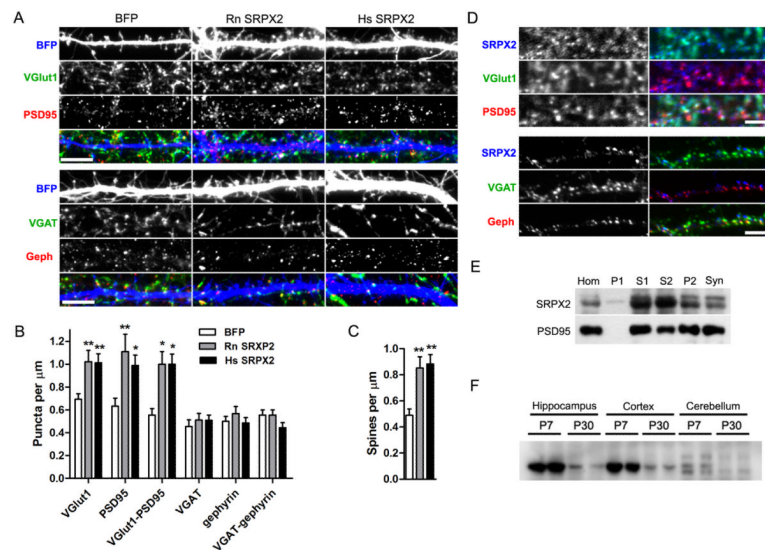 A
BFP
Rn SRPX2
Hs SRPX2
BFP
VGlut1
PSD95
BFP
VGAT
Geph
B
BFP
Rn SRXP2
Hs SRPX2
Puncta per μm
1.2
1.0
0.8
0.6
0.4
0.2
0.0
** **
** *
* *
VGlut1
PSD95
VGlut1-PSD95
VGAT
gephyrin
VGAT-gephyrin
C
Spines per μm
1.0
0.8
0.6
0.4
0.2
0.0
** **
D
SRPX2
VGlut1
PSD95
SRPX2
VGAT
Geph
E
Hom P1 S1 S2 P2 Syn
SRPX2
PSD95
F
Hippocampus Cortex Cerebellum
P7 P30 P7 P30 P7 P30